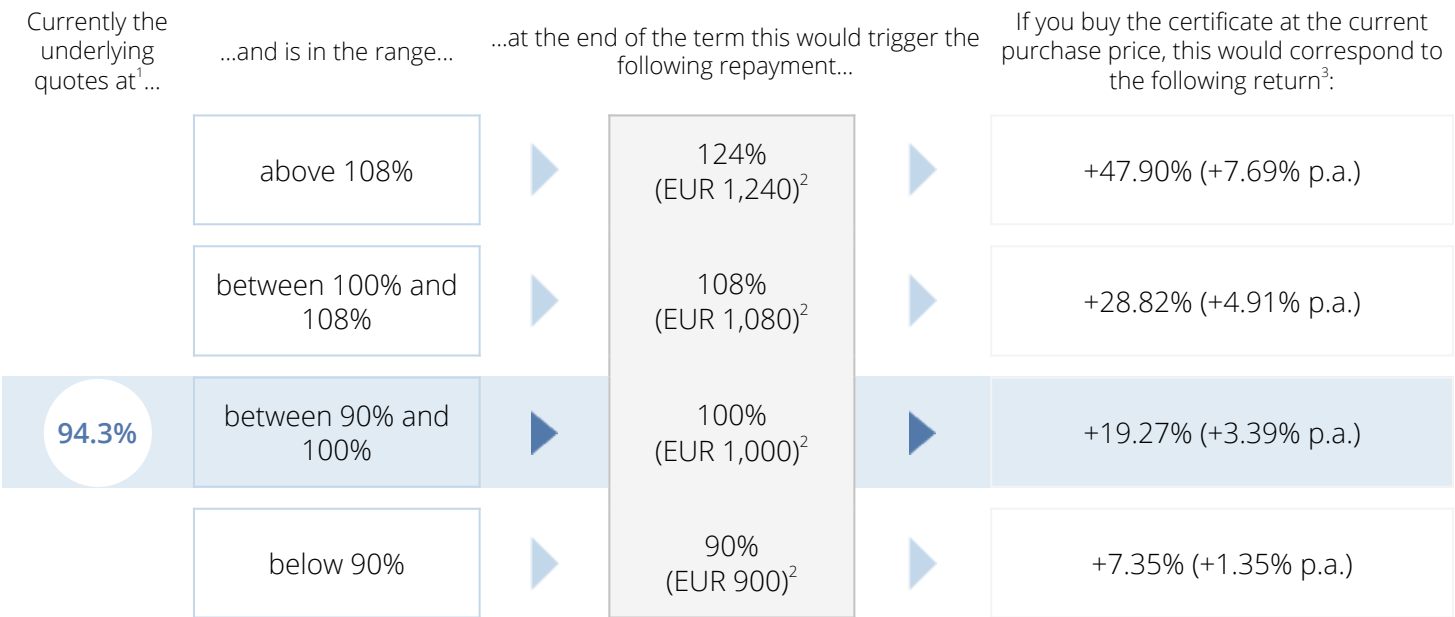 Currently the
underlying
quotes at¹...
...and is in the range...
...at the end of the term this would trigger the
following repayment...
If you buy the certificate at the current
purchase price, this would correspond to
the following return³:
above 108%
124%
(EUR 1,240)²
+47.90% (+7.69% p.a.)
between 100% and
108%
108%
(EUR 1,080)²
+28.82% (+4.91% p.a.)
94.3%
between 90% and
100%
100%
(EUR 1,000)²
+19.27% (+3.39% p.a.)
below 90%
90%
(EUR 900)²
+7.35% (+1.35% p.a.)